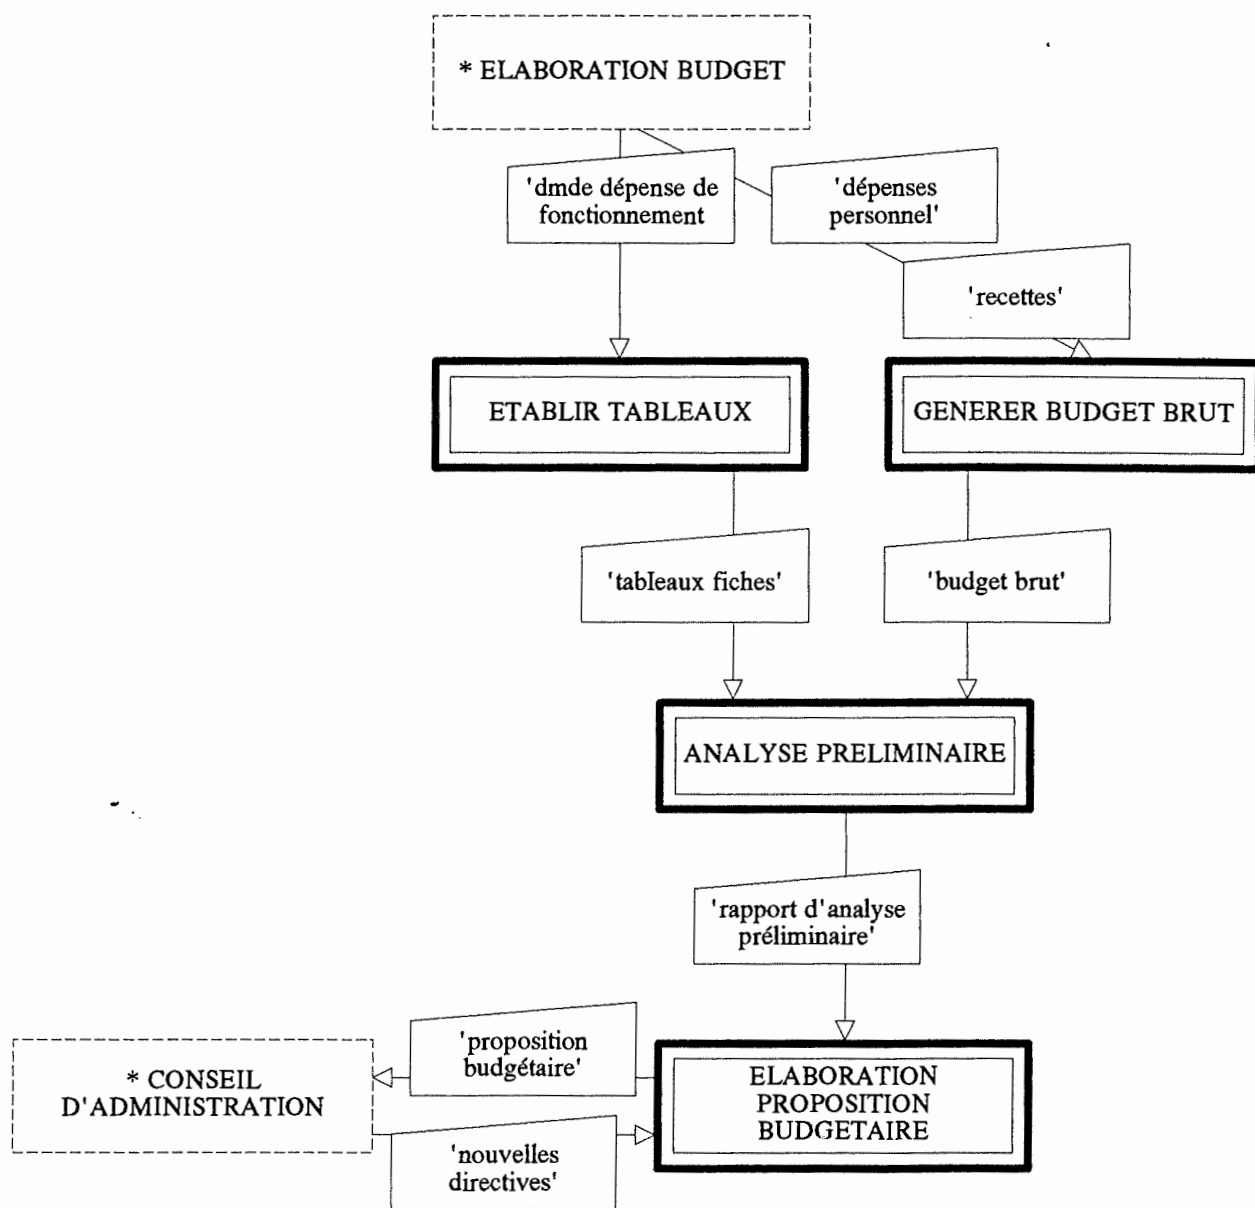 * ELABORATION BUDGET
'dmde dépense de
fonctionnement
'dépenses
personnel'
'recettes'
ETABLIR TABLEAUX
GENERER BUDGET BRUT
'tableaux fiches'
'budget brut'
ANALYSE PRELIMINAIRE
'rapport d'analyse
préliminaire'
'proposition
budgétaire'
* CONSEIL
D'ADMINISTRATION
ELABORATION
PROPOSITION
BUDGETAIRE
'nouvelles
directives'